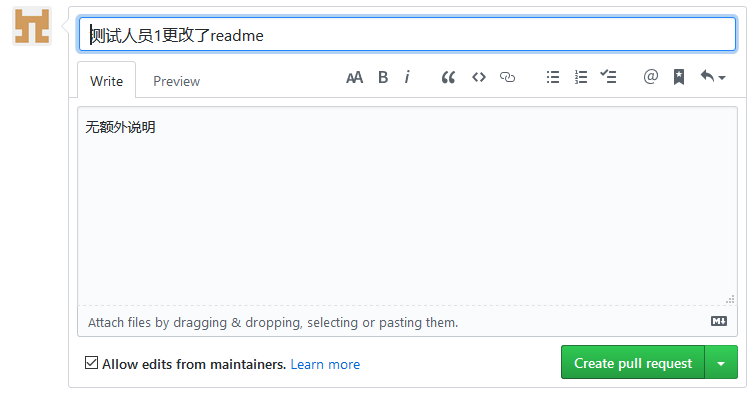 测试人员1更改了readme
Write Preview AA B i
无额外说明
Attach files by dragging & dropping, selecting or pasting them.
Allow edits from maintainers. Learn more
Create pull request